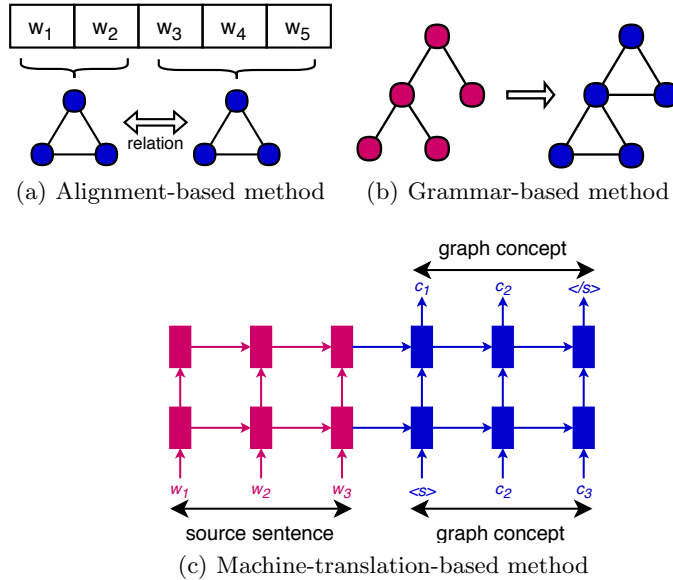 w1 w2 w3 w4 w5
relation
(a) Alignment-based method
(b) Grammar-based method
graph concept
c1 c2 </s>
w1 w2 w3 <s> c2 c3
source sentence graph concept
(c) Machine-translation-based method